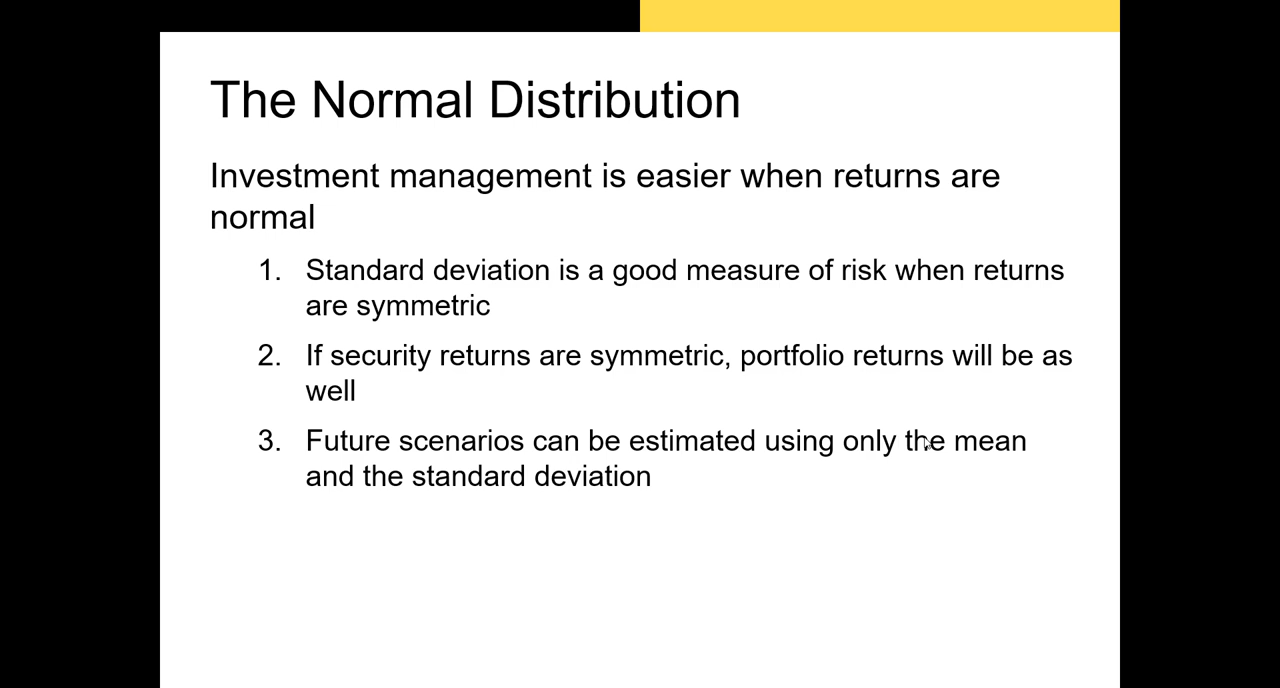 The Normal Distribution
Investment management is easier when returns are
normal
1. Standard deviation is a good measure of risk when returns
are symmetric
2. If security returns are symmetric, portfolio returns will be as
well
3. Future scenarios can be estimated using only the mean
and the standard deviation